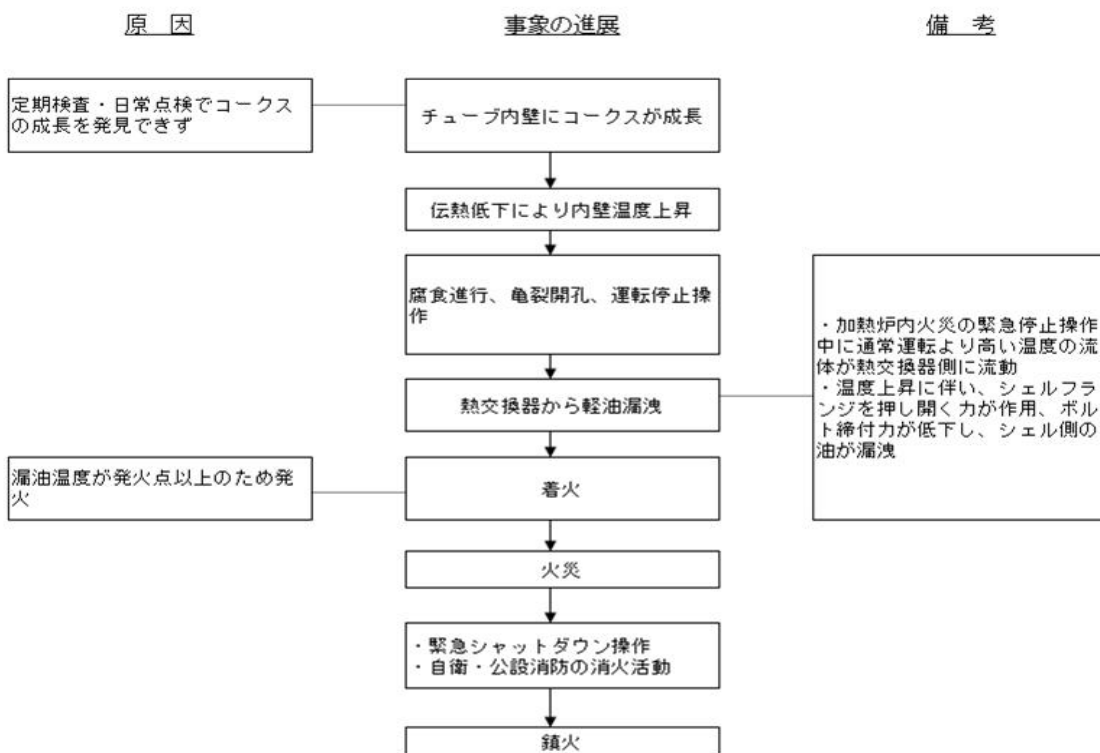 原　因
事象の進展
備　考
定期検査・日常点検でコークス
の成長を発見できず
チューブ内壁にコークスが成長
伝熱低下により内壁温度上昇
腐食進行、亀裂開孔、運転停止操
作
熱交換器から軽油漏洩
・加熱炉内火災の緊急停止操作
中に通常運転より高い温度の流
体が熱交換器側に流動
・温度上昇に伴い、シェルフラ
ンジを押し開く力が作用、ボル
ト締付力が低下し、シェル側の
油が漏洩
漏油温度が発火点以上のため発
火
着火
火災
・緊急シャットダウン操作
・自衛・公設消防の消火活動
鎮火